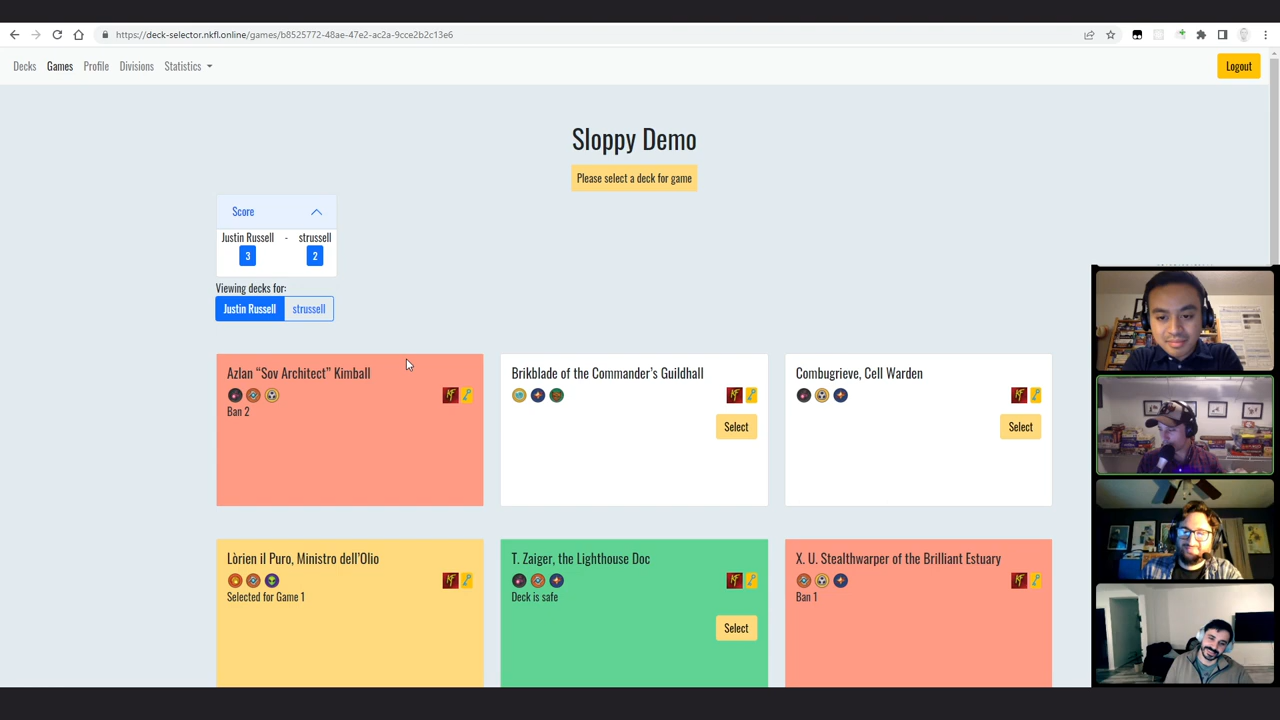 https://deck-selector.nkfl.online/games/b8525772-48ae-47e2-ac2a-9cce2b2c13e6
Decks Games Profile Divisions Statistics Logout
Sloppy Demo
Please select a deck for game
Score
Justin Russell - strussell
3 2
Viewing decks for:
Justin Russell strussell
Azlan “Sov Architect” Kimball
Ban 2
Brikblade of the Commander’s Guildhall
Select
Combugrieve, Cell Warden
Select
Lòrien il Puro, Ministro dell’Olio
Selected for Game 1
T. Zaiger, the Lighthouse Doc
Deck is safe
Select
X. U. Stealthwarper of the Brilliant Estuary
Ban 1